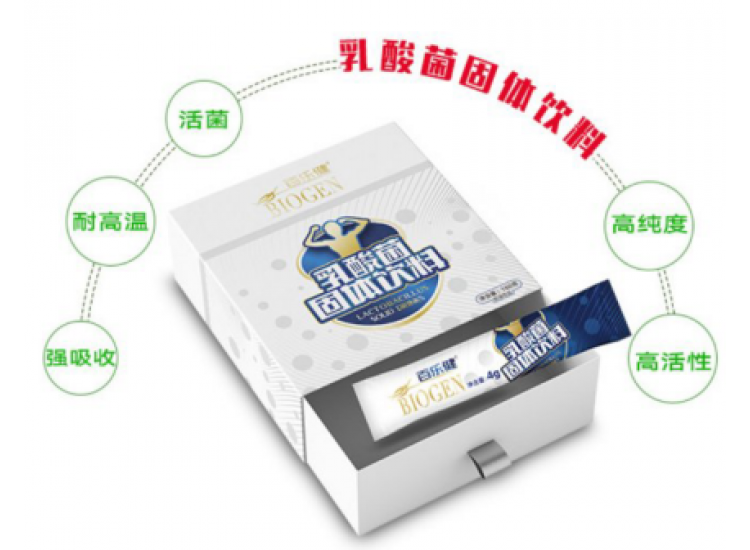 乳酸菌固体饮料
活菌
耐高温
强吸收
高纯度
高活性
百乐健
BIOGEN
乳酸菌
固体饮料
LACTOBACILLUS
SOLID DRINKS
百乐健
BIOGEN
净含量:4g
乳酸菌
固体饮料